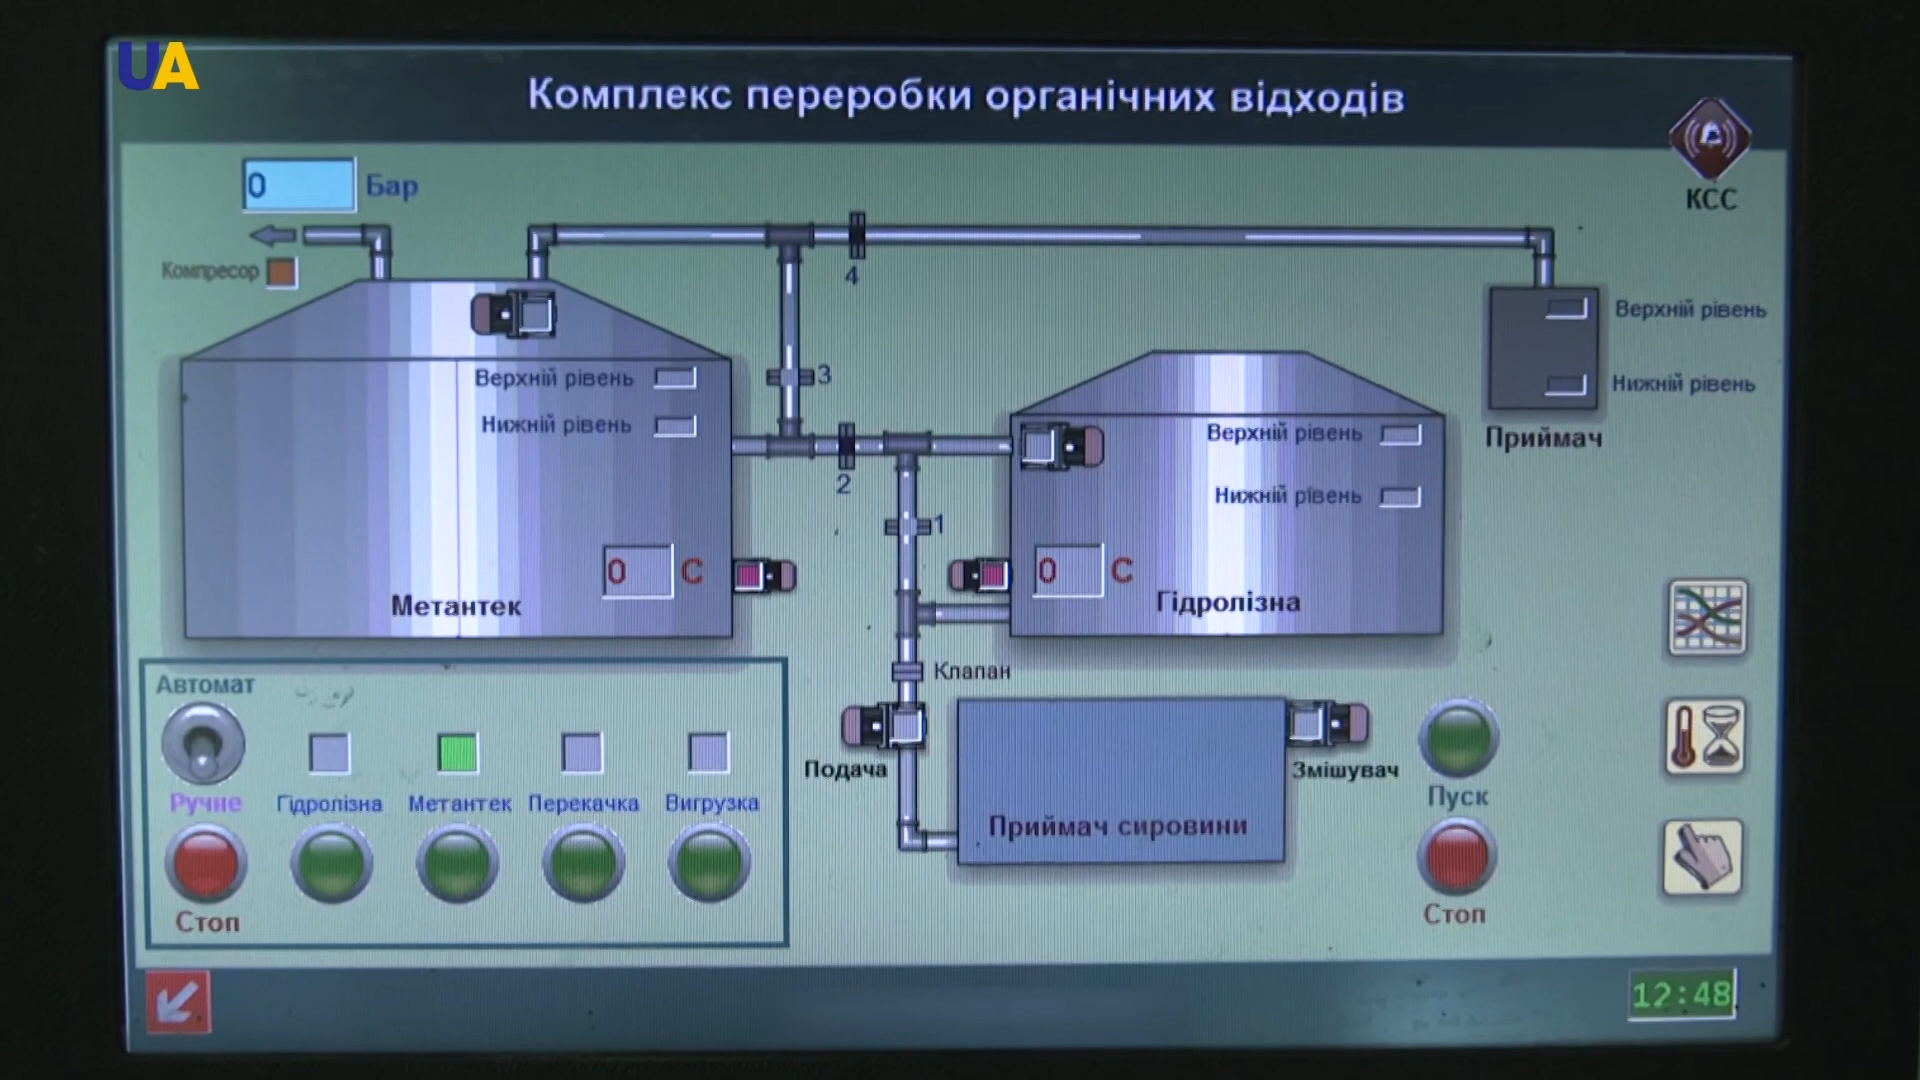 UA
Комплекс переробки органічних відходів
КСС
0 Бар
Компресор
4
Верхній рівень
Нижній рівень
Приймач
3
Верхній рівень
Нижній рівень
2
1
Верхній рівень
Нижній рівень
0 С
Метантек
0 С
Гідролізна
Клапан
Автомат
Ручне
Гідролізна
Метантек
Перекачка
Вигрузка
Стоп
Подача
Приймач сировини
Змішувач
Пуск
Стоп
12:48